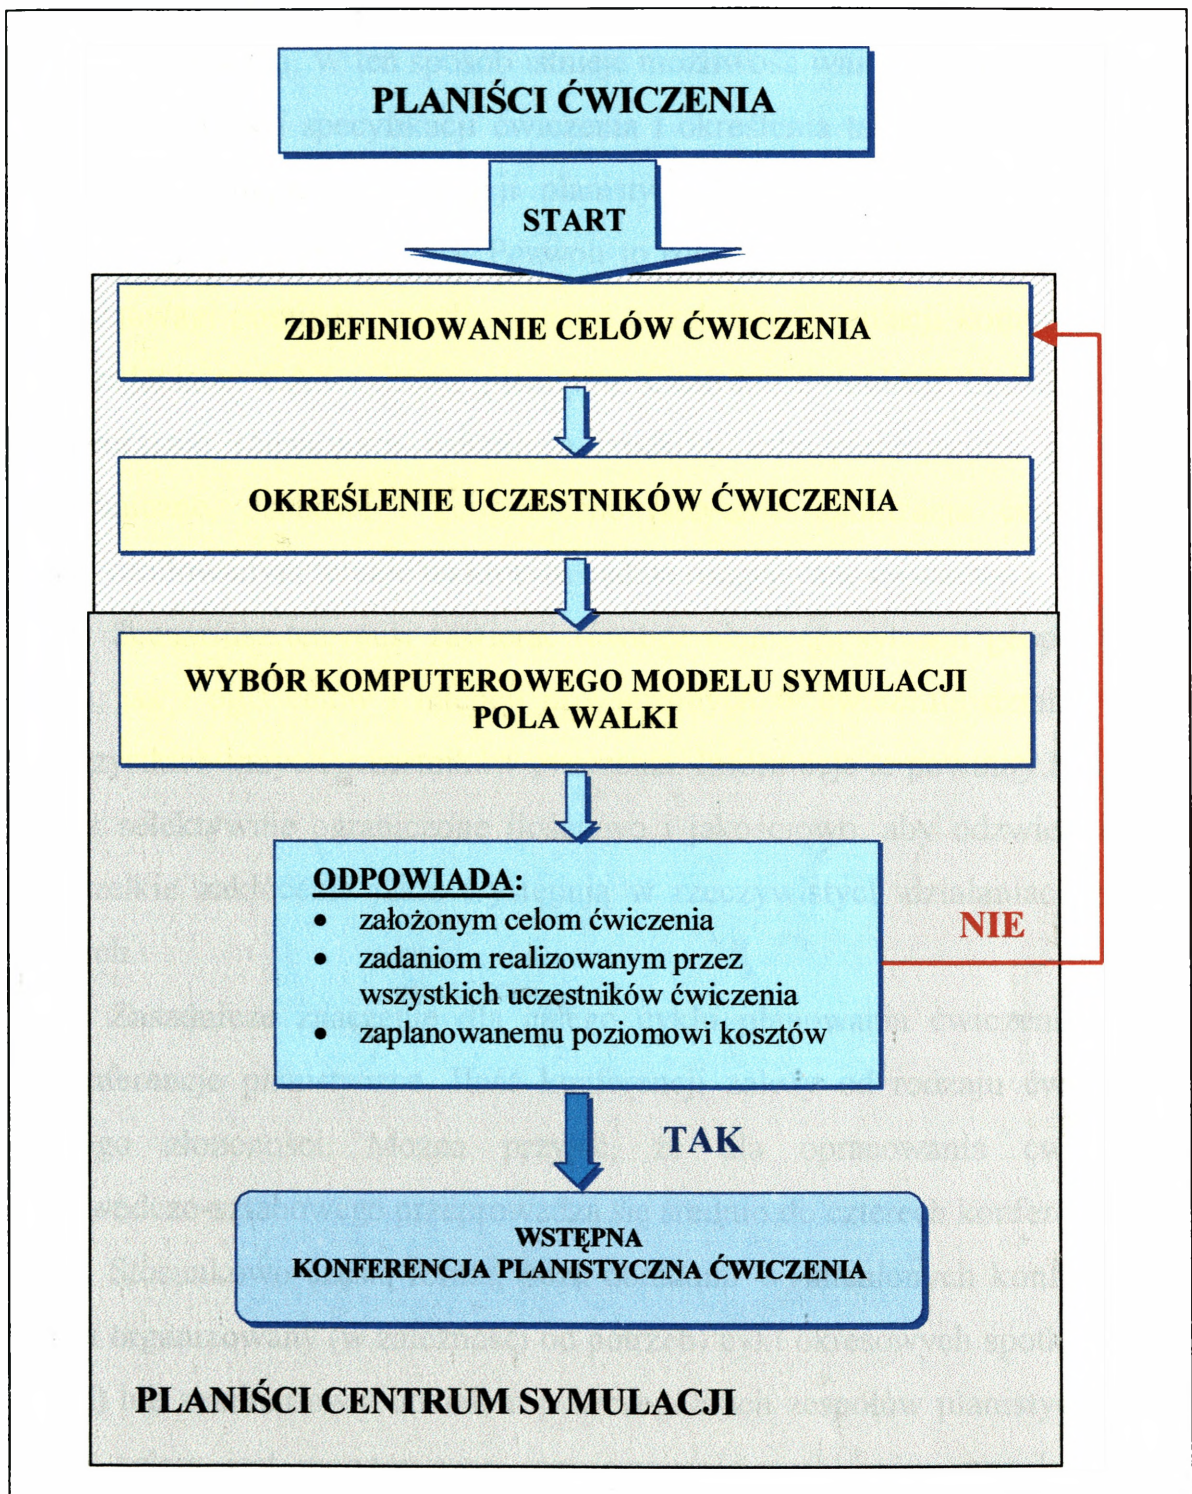 PLANIŚCI ĆWICZENIA
START
ZDEFINIOWANIE CELÓW ĆWICZENIA
OKREŚLENIE UCZESTNIKÓW ĆWICZENIA
WYBÓR KOMPUTEROWEGO MODELU SYMULACJI
POLA WALKI
ODPOWIADA:
• założonym celom ćwiczenia
• zadaniom realizowanym przez
wszystkich uczestników ćwiczenia
• zaplanowanemu poziomowi kosztów
NIE
TAK
WSTĘPNA
KONFERENCJA PLANISTYCZNA ĆWICZENIA
PLANIŚCI CENTRUM SYMULACJI